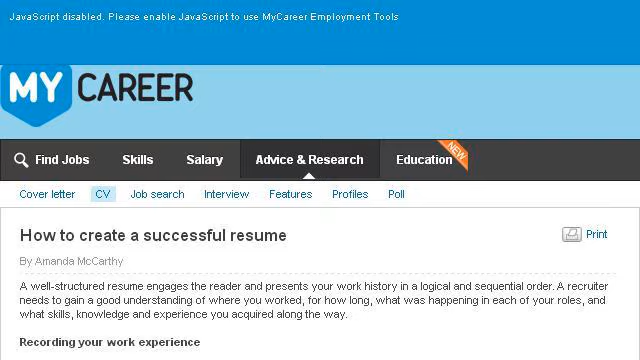 JavaScript disabled. Please enable JavaScript to use MyCareer Employment Tools
MY CAREER
Find Jobs Skills Salary Advice & Research Education NEW
Cover letter CV Job search Interview Features Profiles Poll
How to create a successful resume Print
By Amanda McCarthy
A well-structured resume engages the reader and presents your work history in a logical and sequential order. A recruiter
needs to gain a good understanding of where you worked, for how long, what was happening in each of your roles, and
what skills, knowledge and experience you acquired along the way.
Recording your work experience